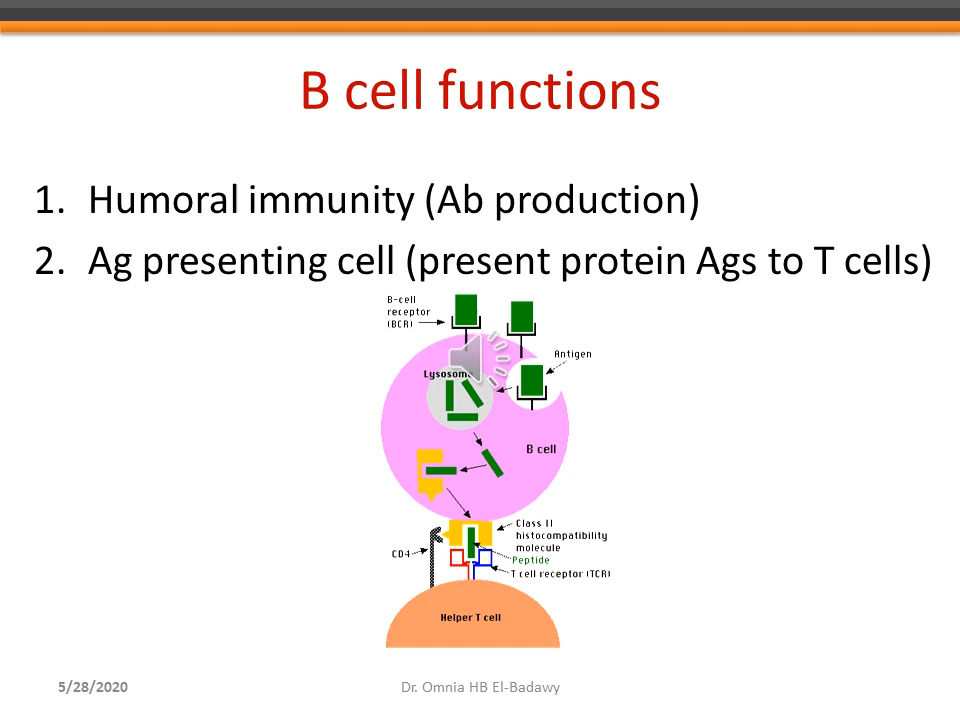 B cell functions
1. Humoral immunity (Ab production)
2. Ag presenting cell (present protein Ags to T cells)
B-cell
receptor
(BCR)
Antigen
Lysosome
B cell
Class II
histocompatibility
molecule
CD4
Peptide
T cell receptor (TCR)
Helper T cell
5/28/2020
Dr. Omnia HB El-Badawy